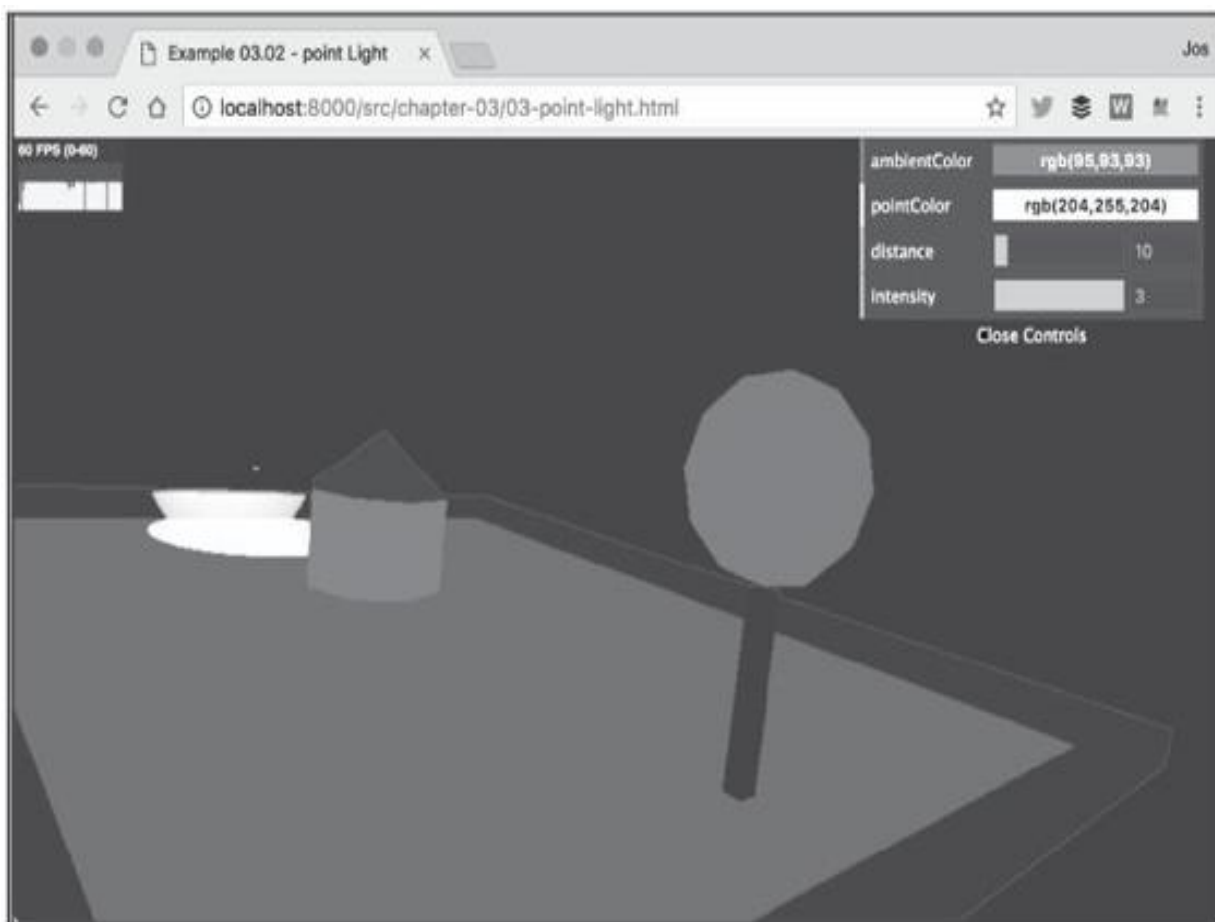 Example 03.02 - point Light ×
Jos
localhost:8000/src/chapter-03/03-point-light.html
W
60 FPS (0-60)
ambientColor rgb(95,93,93)
pointColor rgb(204,255,204)
distance 10
intensity 3
Close Controls